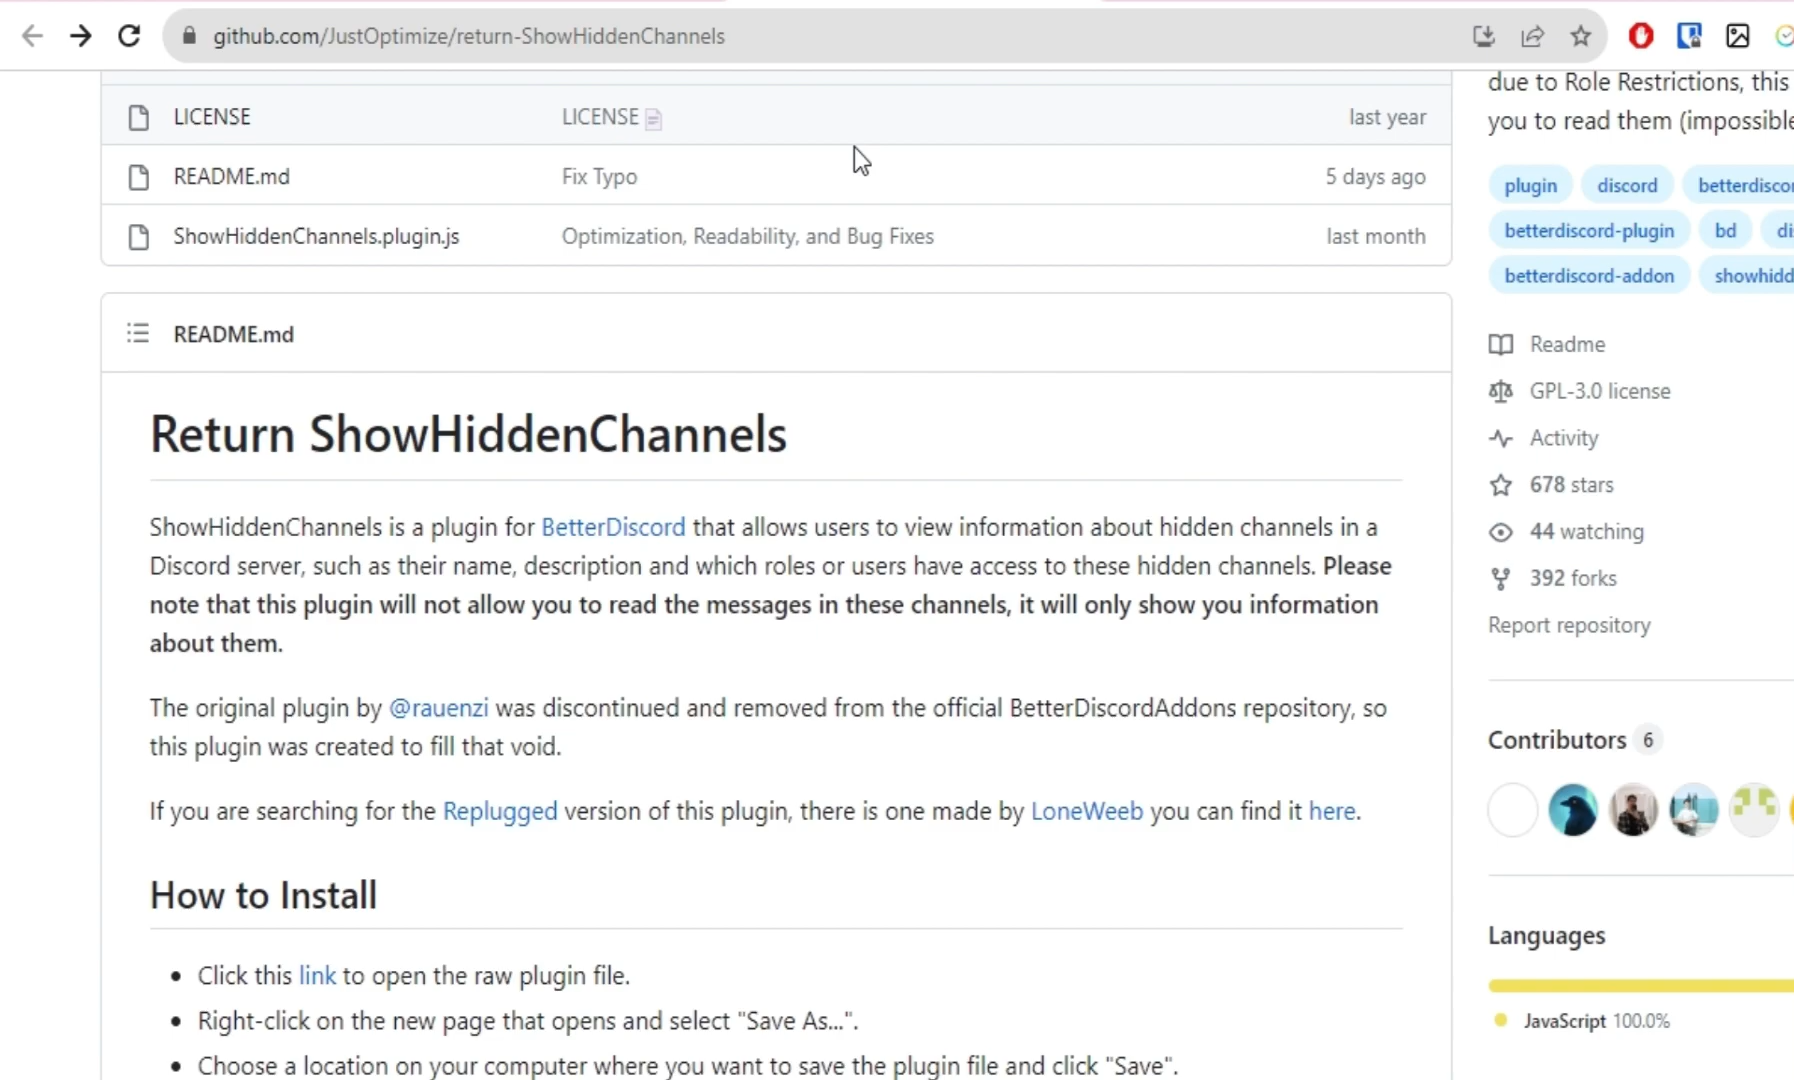 github.com/JustOptimize/return-ShowHiddenChannels
LICENSE LICENSE last year
README.md Fix Typo 5 days ago
ShowHiddenChannels.plugin.js Optimization, Readability, and Bug Fixes last month
README.md
Return ShowHiddenChannels
ShowHiddenChannels is a plugin for BetterDiscord that allows users to view information about hidden channels in a
Discord server, such as their name, description and which roles or users have access to these hidden channels. Please
note that this plugin will not allow you to read the messages in these channels, it will only show you information
about them.
The original plugin by @rauenzi was discontinued and removed from the official BetterDiscordAddons repository, so
this plugin was created to fill that void.
If you are searching for the Replugged version of this plugin, there is one made by LoneWeeb you can find it here.
How to Install
• Click this link to open the raw plugin file.
• Right-click on the new page that opens and select "Save As...".
• Choose a location on your computer where you want to save the plugin file and click "Save".
due to Role Restrictions, this
you to read them (impossible
plugin discord betterdiscor
betterdiscord-plugin bd di
betterdiscord-addon showhidd
Readme
GPL-3.0 license
Activity
678 stars
44 watching
392 forks
Report repository
Contributors 6
Languages
JavaScript 100.0%